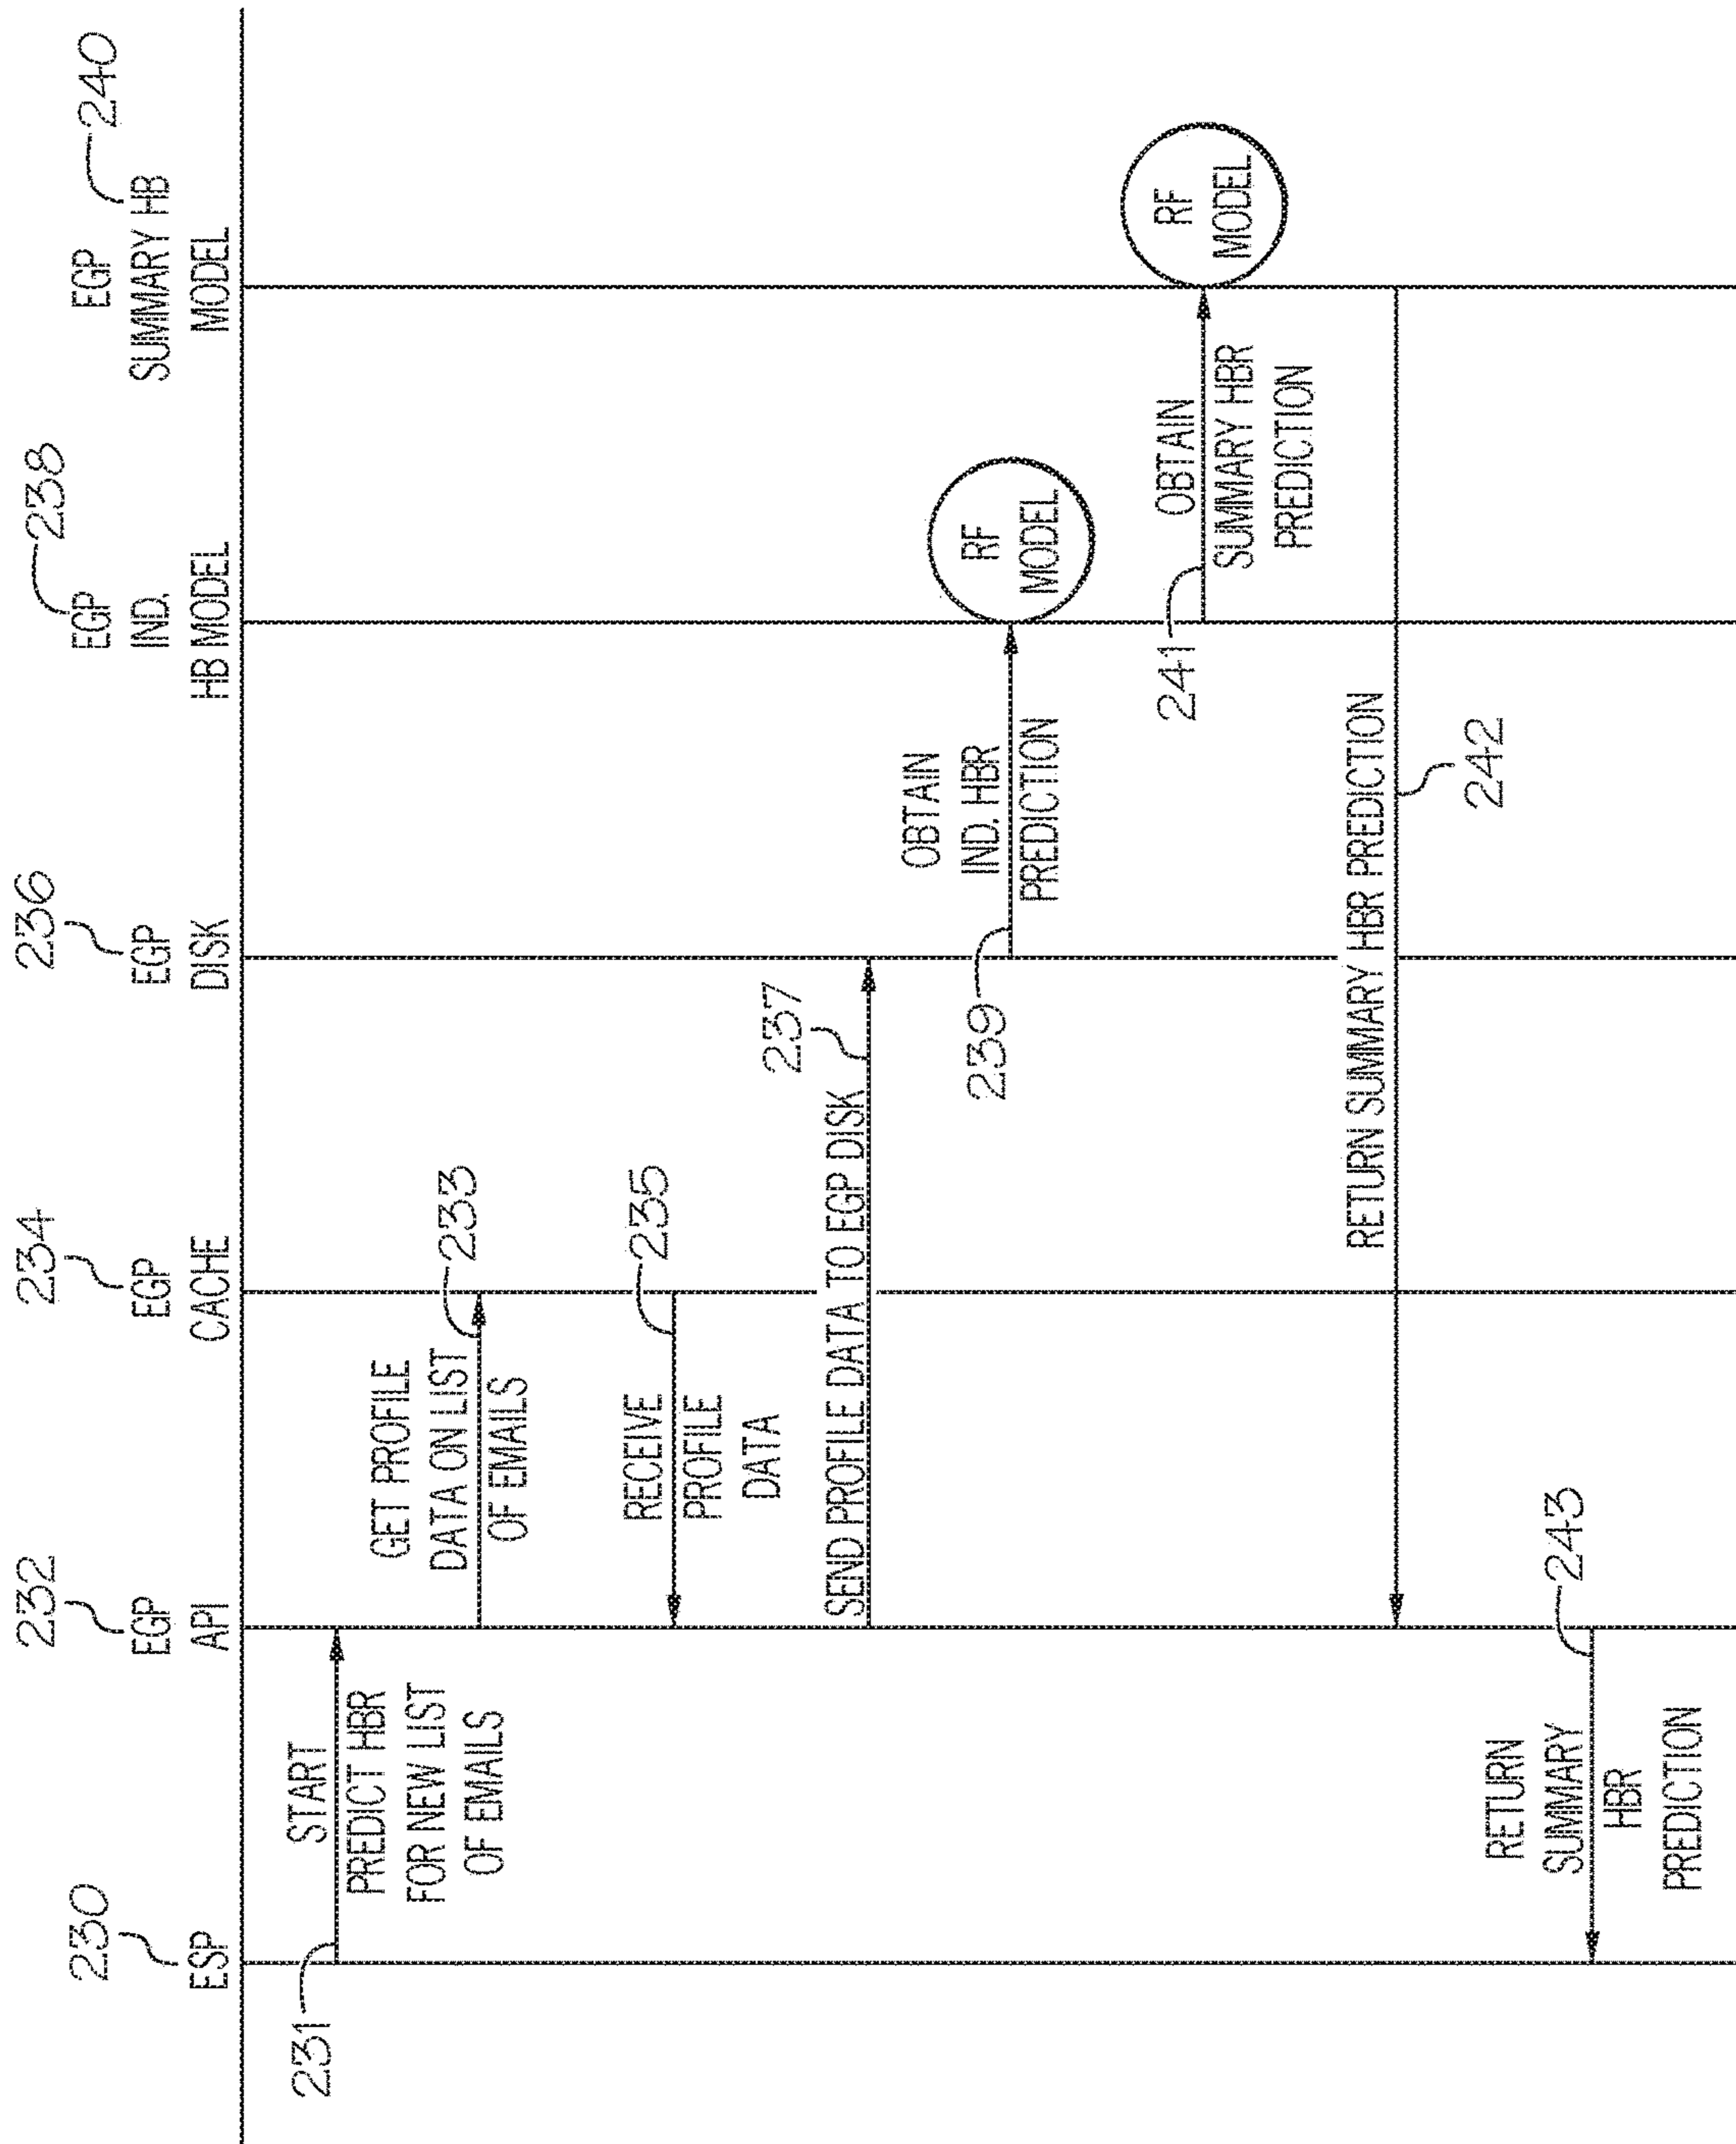 230
ESP
232
EGP
API
234
EGP
CACHE
236
EGP
DISK
238
EGP
IND.
HB MODEL
240
EGP
SUMMARY HB
MODEL
231
START
PREDICT HBR
FOR NEW LIST
OF EMAILS
GET PROFILE
DATA ON LIST
OF EMAILS
233
RECEIVE
PROFILE
DATA
235
SEND PROFILE DATA TO EGP DISK
237
OBTAIN
IND. HBR
PREDICTION
239
RF
MODEL
OBTAIN
SUMMARY HBR
PREDICTION
241
RF
MODEL
RETURN SUMMARY HBR PREDICTION
242
RETURN
SUMMARY
HBR
PREDICTION
243